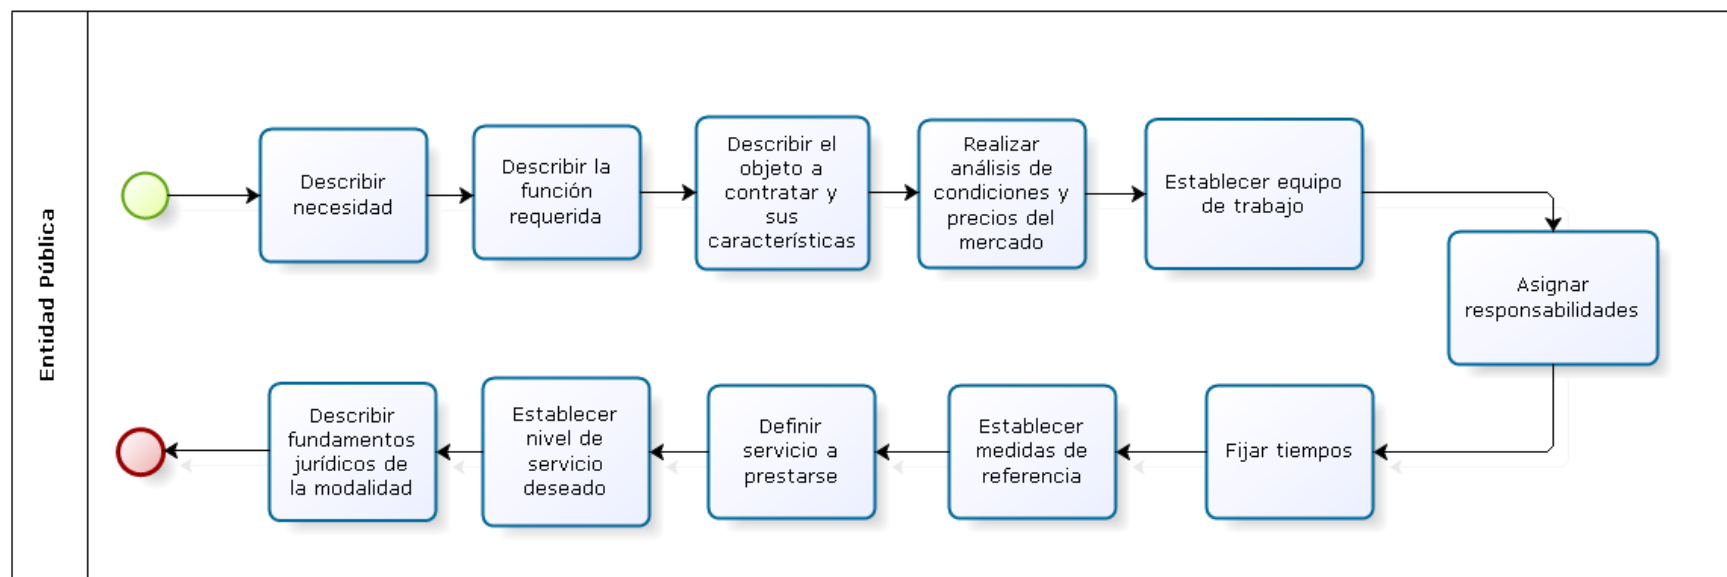 Entidad Pública
Describir
necesidad
Describir la
función
requerida
Describir el
objeto a
contratar y
sus
características
Realizar
análisis de
condiciones y
precios del
mercado
Establecer equipo
de trabajo
Asignar
responsabilidades
Fijar tiempos
Establecer
medidas de
referencia
Definir
servicio a
prestarse
Establecer
nivel de
servicio
deseado
Describir
fundamentos
jurídicos de
la modalidad